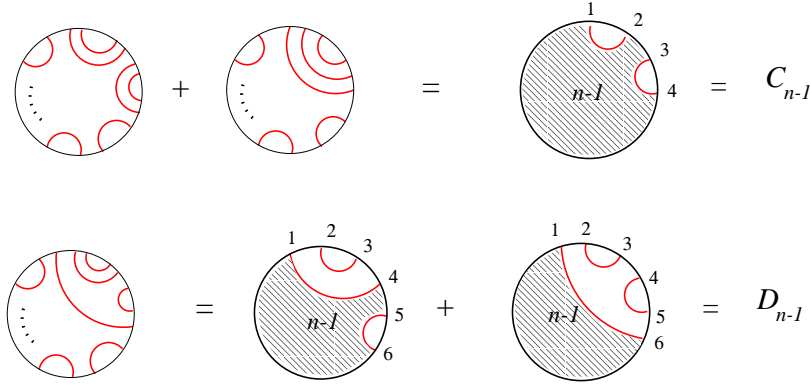 + = 1 2 3 4 n-1 = C_{n-1}
= 1 2 3 4 5 6 n-1 + 1 2 3 4 5 6 n-1 = D_{n-1}